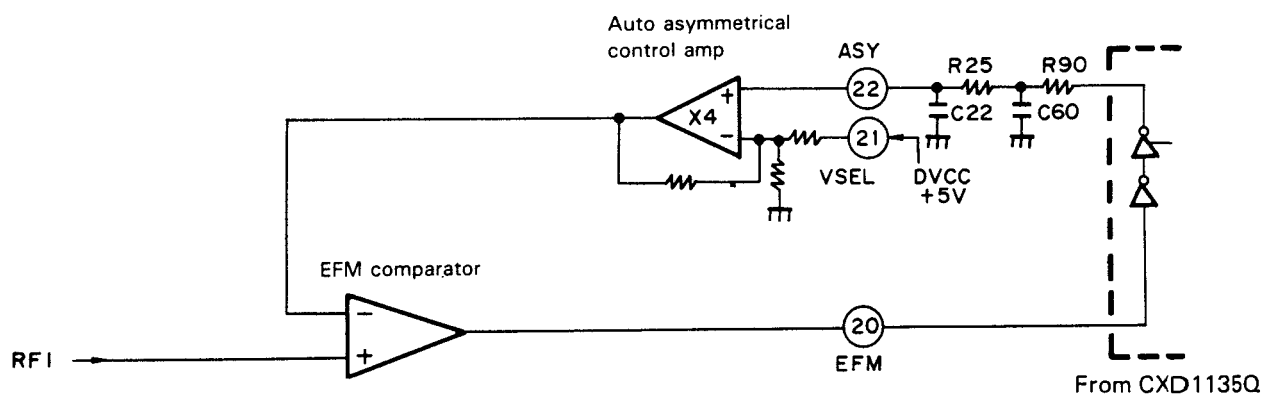 Auto asymmetrical
control amp
ASY
R25
R90
+
22
X4
C22
C60
−
21
VSEL
DVCC
+5V
EFM comparator
−
20
RFI
+
EFM
From CXD1135Q